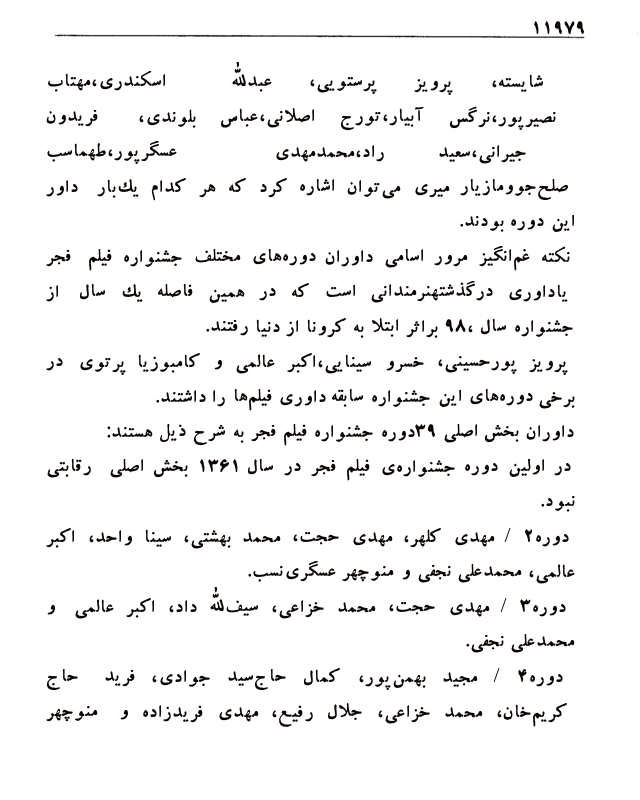 ۱۱۹۷۹
شایسته، پرویز پرستویی، عبدالله اسکندری،مهتاب
نصیرپور،نرگس آبیار،تورج اصلانی،عباس بلوندی، فریدون
جیرانی،سعید راد،محمدمهدی عسگرپور،طهماسب
صلح‌جوومازیار میری می‌توان اشاره کرد که هر کدام یك‌بار داور
این دوره بودند.
نکته غم‌انگیز مرور اسامی داوران دوره‌های مختلف جشنواره فیلم فجر
یاداوری درگذشتهنرمندانی است که در همین فاصله یك سال از
جشنواره سال ،۹۸ براثر ابتلا به کرونا از دنیا رفتند.
پرویز پورحسینی، خسرو سینایی،اکبر عالمی و کامبوزیا پرتوی در
برخی دوره‌های این جشنواره سابقه داوری فیلم‌ها را داشتند.
داوران بخش اصلی ۳۹دوره جشنواره فیلم فجر به شرح ذیل هستند:
در اولین دوره جشنواره‌ی فیلم فجر در سال ۱۳۶۱ بخش اصلی رقابتی
نبود.
دوره۲ / مهدی کلهر، مهدی حجت، محمد بهشتی، سینا واحد، اکبر
عالمی، محمدعلی نجفی و منوچهر عسگری‌نسب.
دوره۳ / مهدی حجت، محمد خزاعی، سیف‌الله داد، اکبر عالمی و
محمدعلی نجفی.
دوره۴ / مجید بهمن‌پور، کمال حاج‌سید جوادی، فرید حاج
کریم‌خان، محمد خزاعی، جلال رفیع، مهدی فریدزاده و منوچهر